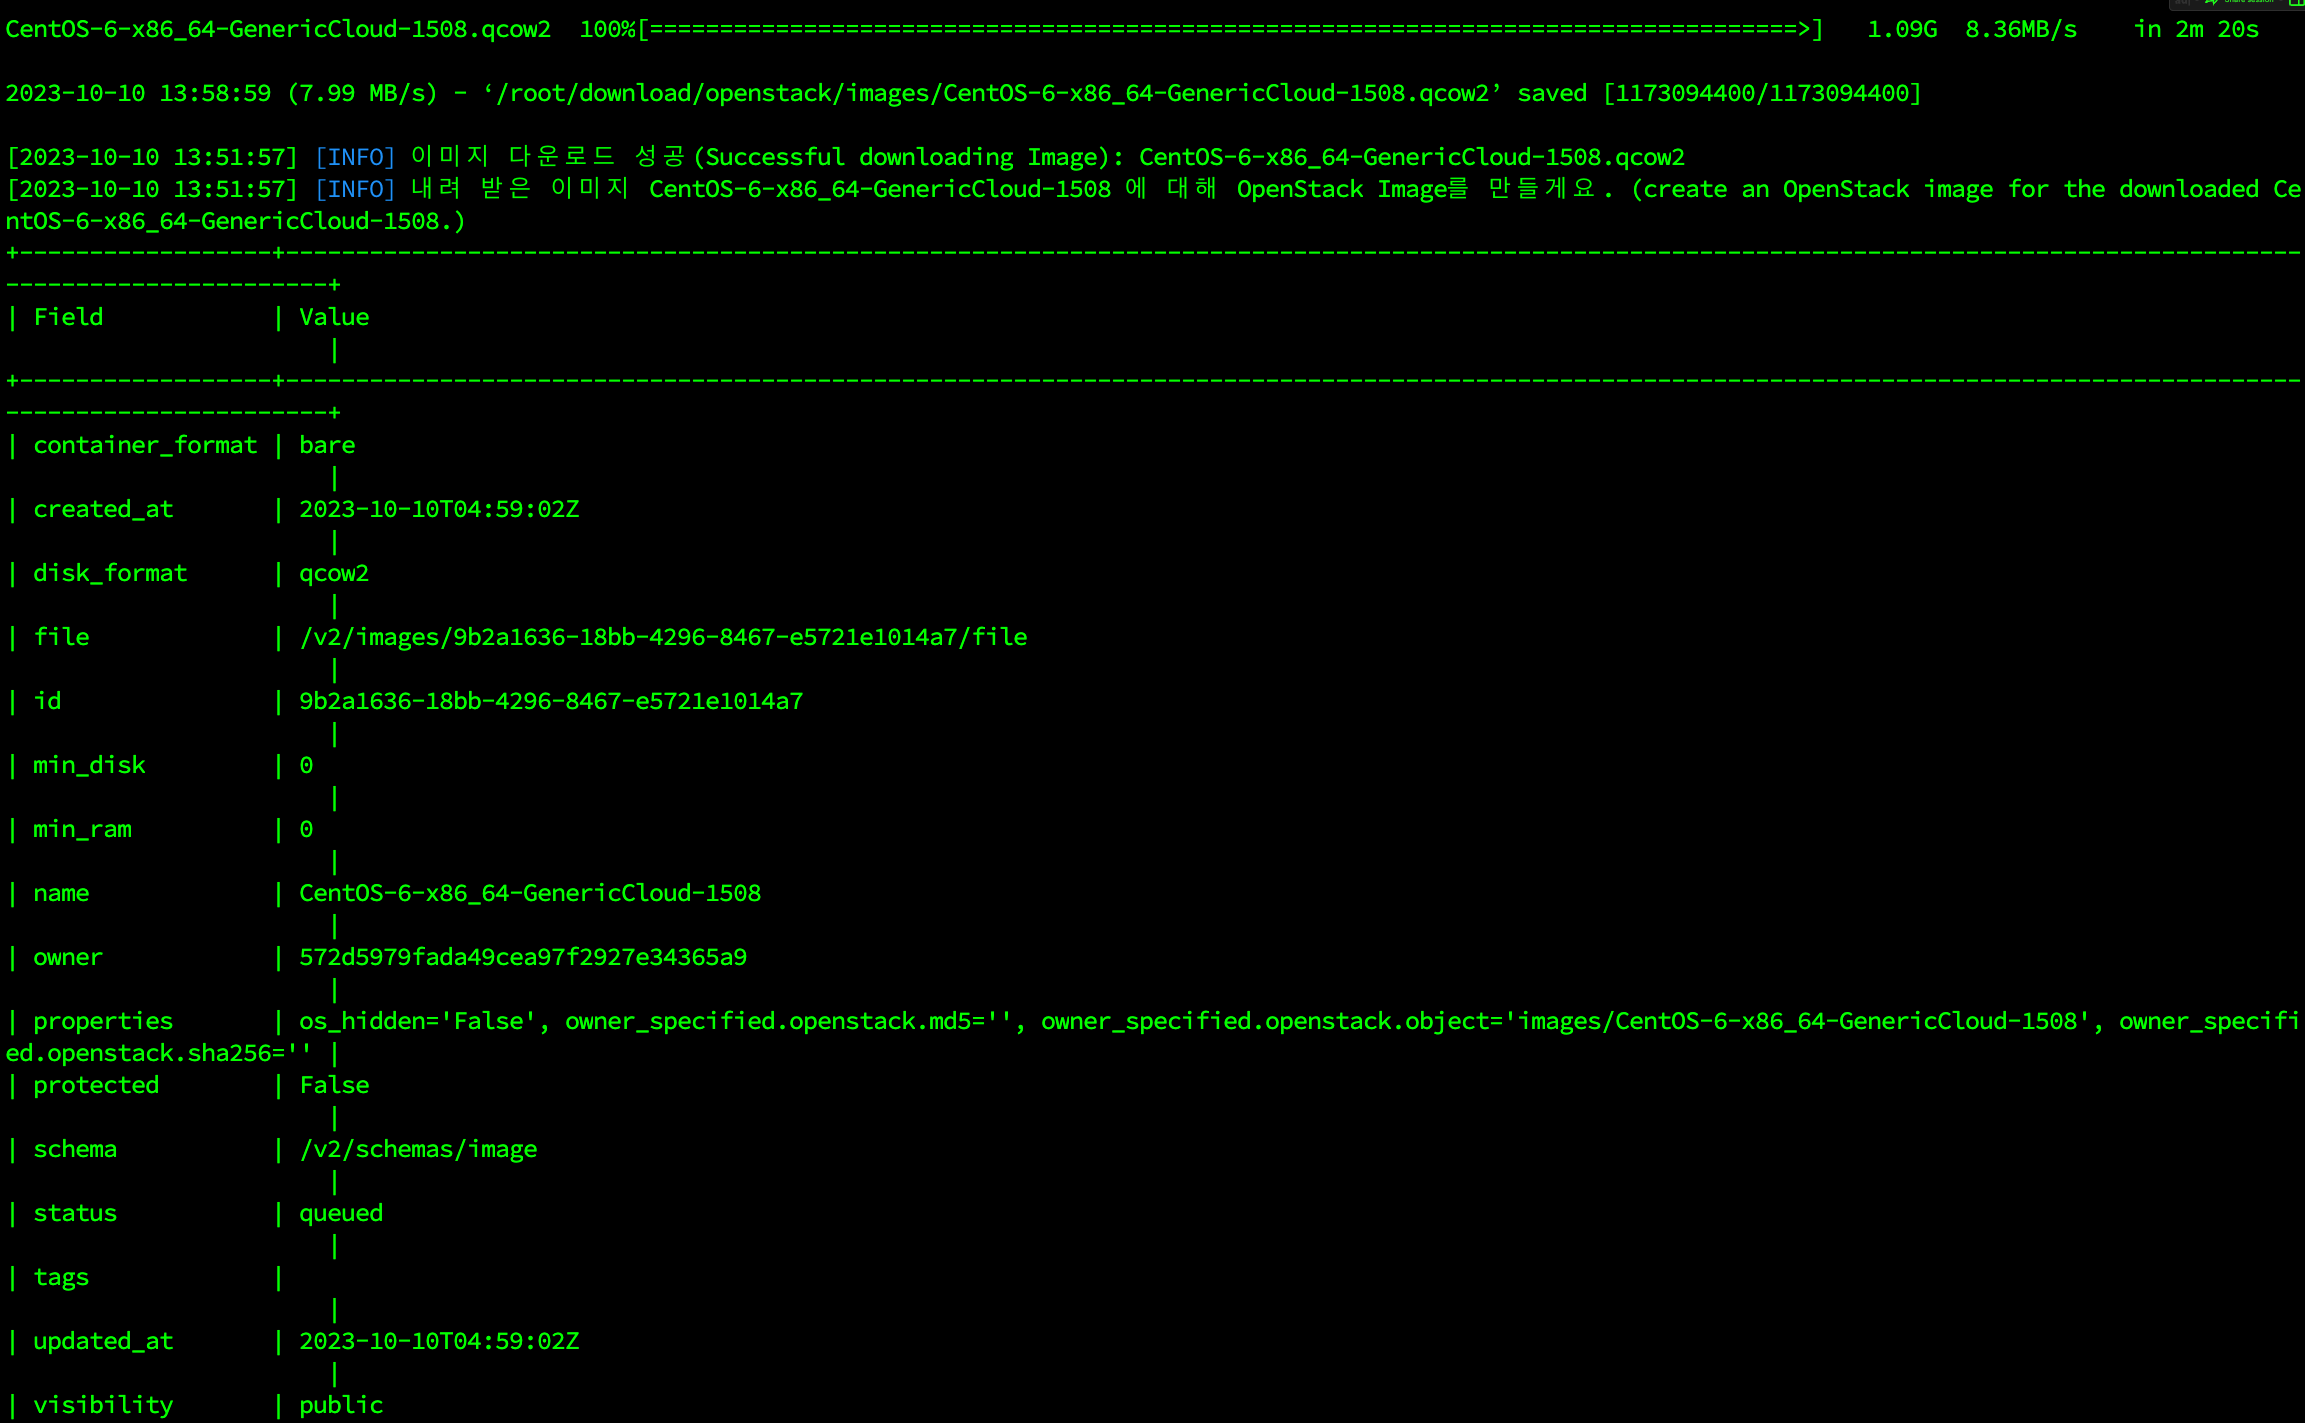 CentOS-6-x86_64-GenericCloud-1508.qcow2  100%[==================================================================================>]   1.09G  8.36MB/s    in 2m 20s
2023-10-10 13:58:59 (7.99 MB/s) - ‘/root/download/openstack/images/CentOS-6-x86_64-GenericCloud-1508.qcow2’ saved [1173094400/1173094400]
[2023-10-10 13:51:57] [INFO] 이미지 다운로드 성공(Successful downloading Image): CentOS-6-x86_64-GenericCloud-1508.qcow2
[2023-10-10 13:51:57] [INFO] 내려 받은 이미지 CentOS-6-x86_64-GenericCloud-1508 에 대해 OpenStack Image를 만들게요. (create an OpenStack image for the downloaded Ce
ntOS-6-x86_64-GenericCloud-1508.)
+------------------+------------------------------------------------------------------------------------------------------------------------------------------------
-----------------------+
| Field            | Value
|
+------------------+------------------------------------------------------------------------------------------------------------------------------------------------
-----------------------+
| container_format | bare
|
| created_at       | 2023-10-10T04:59:02Z
|
| disk_format      | qcow2
|
| file             | /v2/images/9b2a1636-18bb-4296-8467-e5721e1014a7/file
|
| id               | 9b2a1636-18bb-4296-8467-e5721e1014a7
|
| min_disk         | 0
|
| min_ram          | 0
|
| name             | CentOS-6-x86_64-GenericCloud-1508
|
| owner            | 572d5979fada49cea97f2927e34365a9
|
| properties       | os_hidden='False', owner_specified.openstack.md5='', owner_specified.openstack.object='images/CentOS-6-x86_64-GenericCloud-1508', owner_specifi
ed.openstack.sha256='' |
| protected        | False
|
| schema           | /v2/schemas/image
|
| status           | queued
|
| tags             |
|
| updated_at       | 2023-10-10T04:59:02Z
|
| visibility       | public